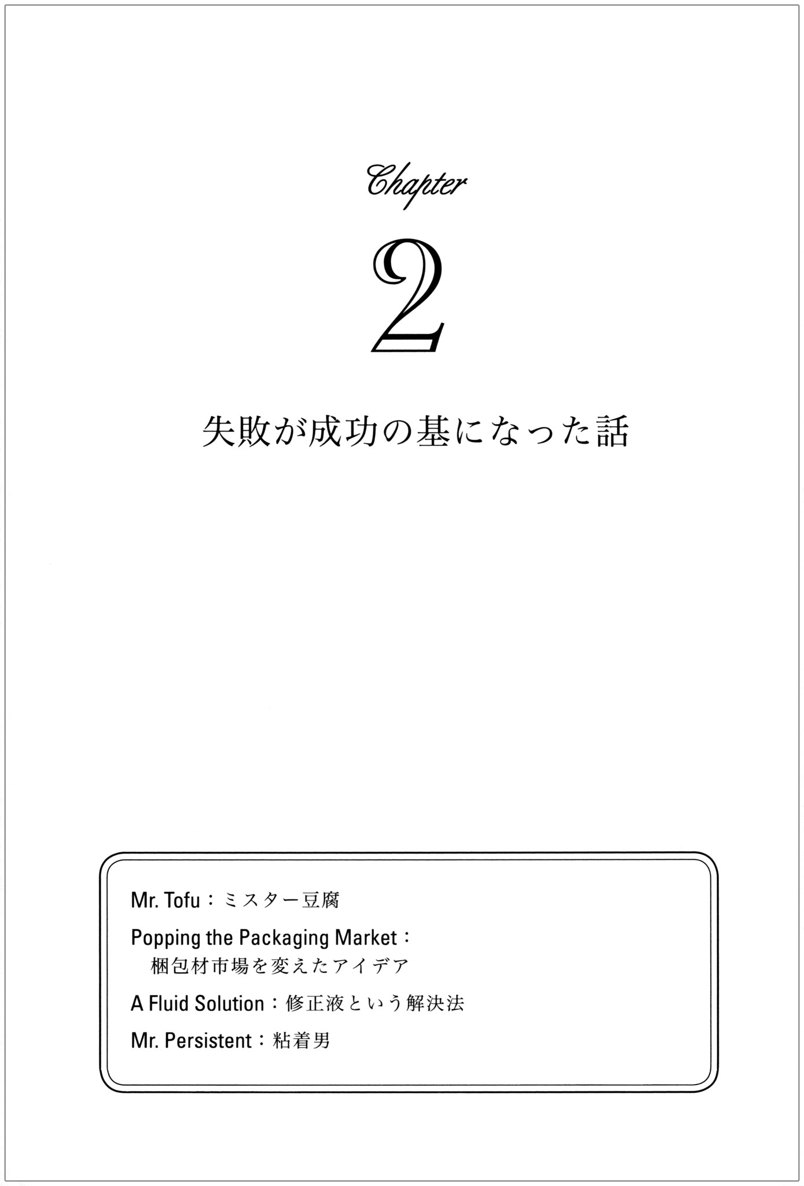 Chapter
2
失敗が成功の基になった話
Mr. Tofu：ミスター豆腐
Popping the Packaging Market：
梱包材市場を変えたアイデア
A Fluid Solution：修正液という解決法
Mr. Persistent：粘着男